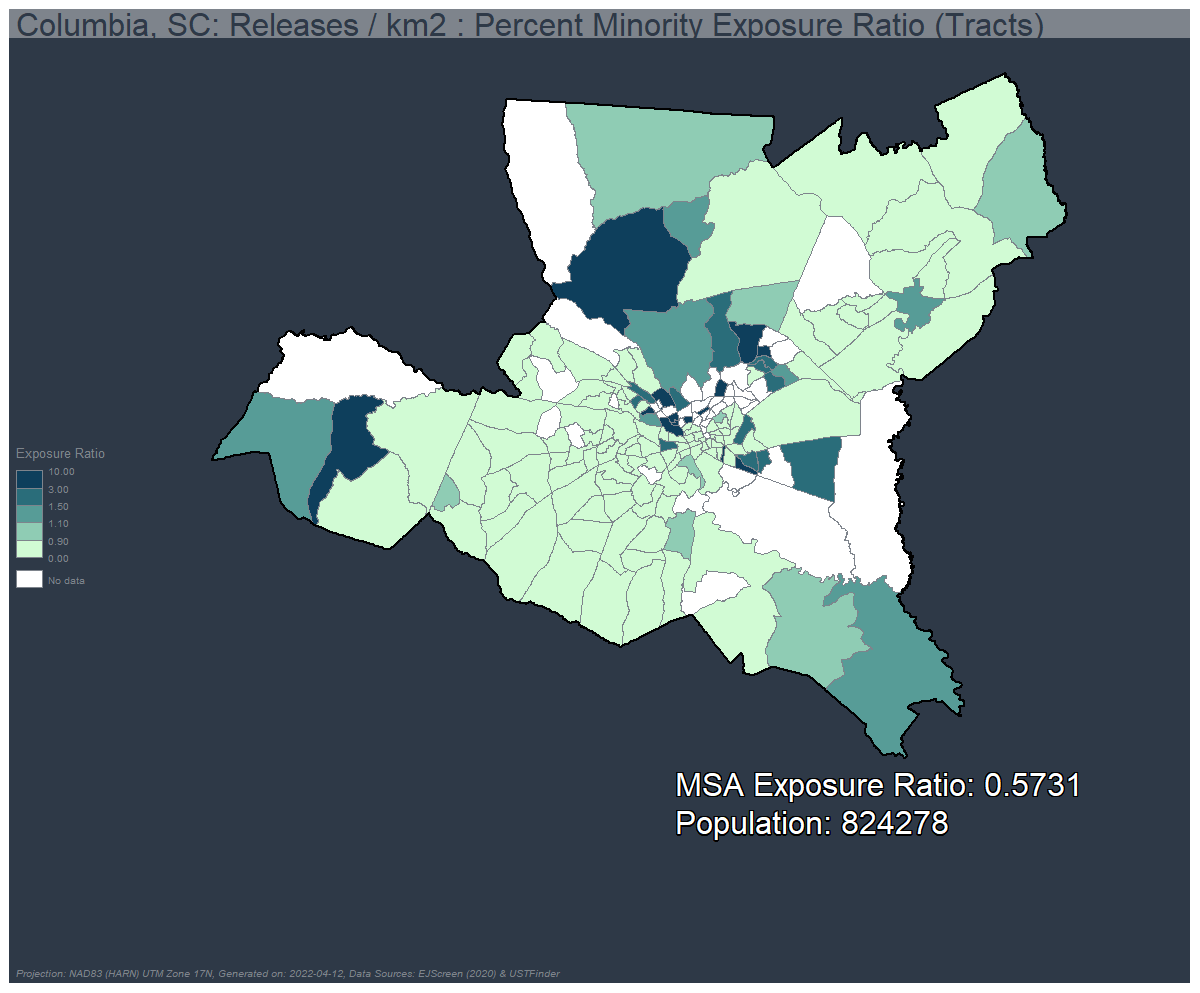 Columbia, SC: Releases / km2 : Percent Minority Exposure Ratio (Tracts)
Exposure Ratio
10.00
3.00
1.50
1.10
0.90
0.00
No data
MSA Exposure Ratio: 0.5731
Population: 824278
Projection: NAD83 (HARN) UTM Zone 17N, Generated on: 2022-04-12, Data Sources: EJScreen (2020) & USTFinder